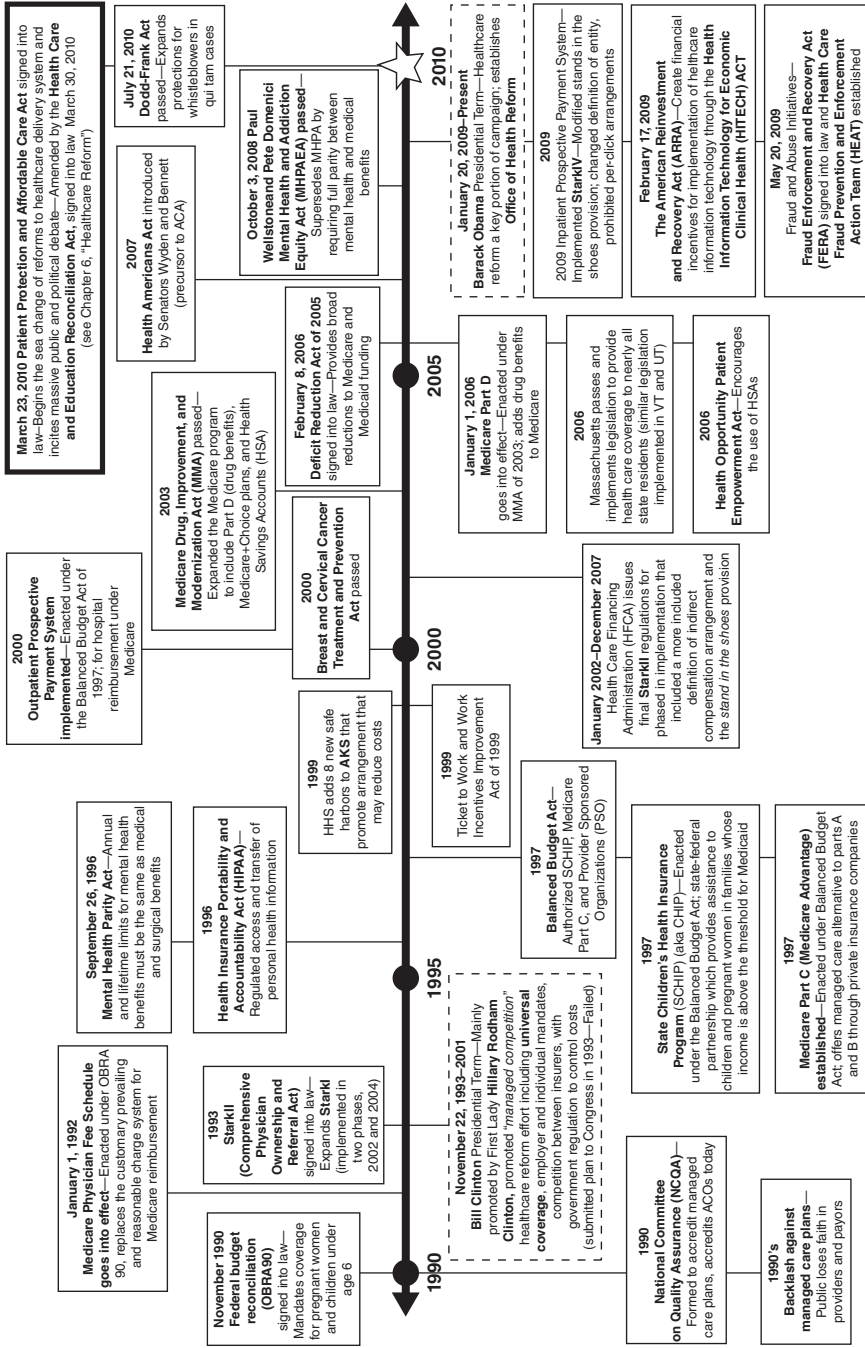 January 1, 1992
Medicare Physician Fee Schedule
goes into effect—Enacted under OBRA
90, replaces the customary prevailing
and reasonable charge system for
Medicare reimbursement
September 26, 1996
Mental Health Parity Act—Annual
and lifetime limits for mental health
benefits must be the same as medical
and surgical benefits
2000
Outpatient Prospective
Payment System
implemented—Enacted under
the Balanced Budget Act of
1997; for hospital
reimbursement under
Medicare
March 23, 2010 Patient Protection and Affordable Care Act signed into
law–Begins the sea change of reforms to healthcare delivery system and
incites massive public and political debate—Amended by the Health Care
and Education Reconciliation Act, signed into law March 30, 2010
(see Chapter 6, “Healthcare Reform”)
November 1990
Federal budget
reconciliation
(OBRA90)
signed into law—
Mandates coverage
for pregnant women
and children under
age 6
1993
StarkII
(Comprehensive
Physician
Ownership and
Referral Act)
signed into law—
Expands StarkI
(implemented in
two phases,
2002 and 2004)
1996
Health Insurance Portability and
Accountability Act (HIPAA)—
Regulated access and transfer of
personal health information
1999
HHS adds 8 new safe
harbors to AKS that
promote arrangement that
may reduce costs
2000
Breast and Cervical Cancer
Treatment and Prevention
Act passed
2003
Medicare Drug, Improvement, and
Modernization Act (MMA) passed—
Expanded the Medicare program
to include Part D (drug benefits),
Medicare+Choice plans, and Health
Savings Accounts (HSA)
February 8, 2006
Deficit Reduction Act of 2005
signed into law—Provides broad
reductions to Medicare and
Medicaid funding
2007
Health Americans Act introduced
by Senators Wyden and Bennett
(precursor to ACA)
October 3, 2008 Paul
Wellstoneand Pete Domenici
Mental Health and Addiction
Equity Act (MHPAEA) passed—
Supersedes MHPA by
requiring full parity between
mental health and medical
benefits
July 21, 2010
Dodd-Frank Act
passed—Expands
protections for
whistleblowers in
qui tam cases
1990
1995
2000
2005
2010
November 22, 1993–2001
Bill Clinton Presidential Term—Mainly
promoted by First Lady Hillary Rodham
Clinton, promoted “managed competition”
healthcare reform effort including universal
coverage, employer and individual mandates,
competition between insurers, with
government regulation to control costs
(submitted plan to Congress in 1993—Failed)
1990
National Committee
on Quality Assurance (NCQA)—
Formed to accredit managed
care plans, accredits ACOs today
1990's
Backlash against
managed care plans—
Public loses faith in
providers and payors
1997
Balanced Budget Act—
Authorized SCHIP, Medicare
Part C, and Provider Sponsored
Organizations (PSO)
1997
State Children's Health Insurance
Program (SCHIP) (aka CHIP)—Enacted
under the Balanced Budget Act; state-federal
partnership which provides assistance to
children and pregnant women in families whose
income is above the threshold for Medicaid
1997
Medicare Part C (Medicare Advantage)
established—Enacted under Balanced Budget
Act; offers managed care alternative to parts A
and B through private insurance companies
1999
Ticket to Work and Work
Incentives Improvement
Act of 1999
January 2002–December 2007
Health Care Financing
Administration (HFCA) issues
final StarkII regulations for
phased in implementation that
included a more included
definition of indirect
compensation arrangement and
the stand in the shoes provision
January 1, 2006
Medicare Part D
goes into effect—Enacted under
MMA of 2003; adds drug benefits
to Medicare
2006
Massachusetts passes and
implements legislation to provide
health care coverage to nearly all
state residents (similar legislation
implemented in VT and UT)
2006
Health Opportunity Patient
Empowerment Act—Encourages
the use of HSAs
January 20, 2009–Present
Barack Obama Presidential Term—Healthcare
reform a key portion of campaign; establishes
Office of Health Reform
2009
2009 Inpatient Prospective Payment System—
Implemented StarkIV—Modified stands in the
shoes provision; changed definition of entity,
prohibited per-click arrangements
February 17, 2009
The American Reinvestment
and Recovery Act (ARRA)—Create financial
incentives for implementation of helthcare
information technology through the Health
Information Technology for Economic
Clinical Health (HITECH) ACT
May 20, 2009
Fraud and Abuse Initiatives—
Fraud Enforcement and Recovery Act
(FERA) signed into law and Health Care
Fraud Prevention and Enforcement
Action Team (HEAT) established